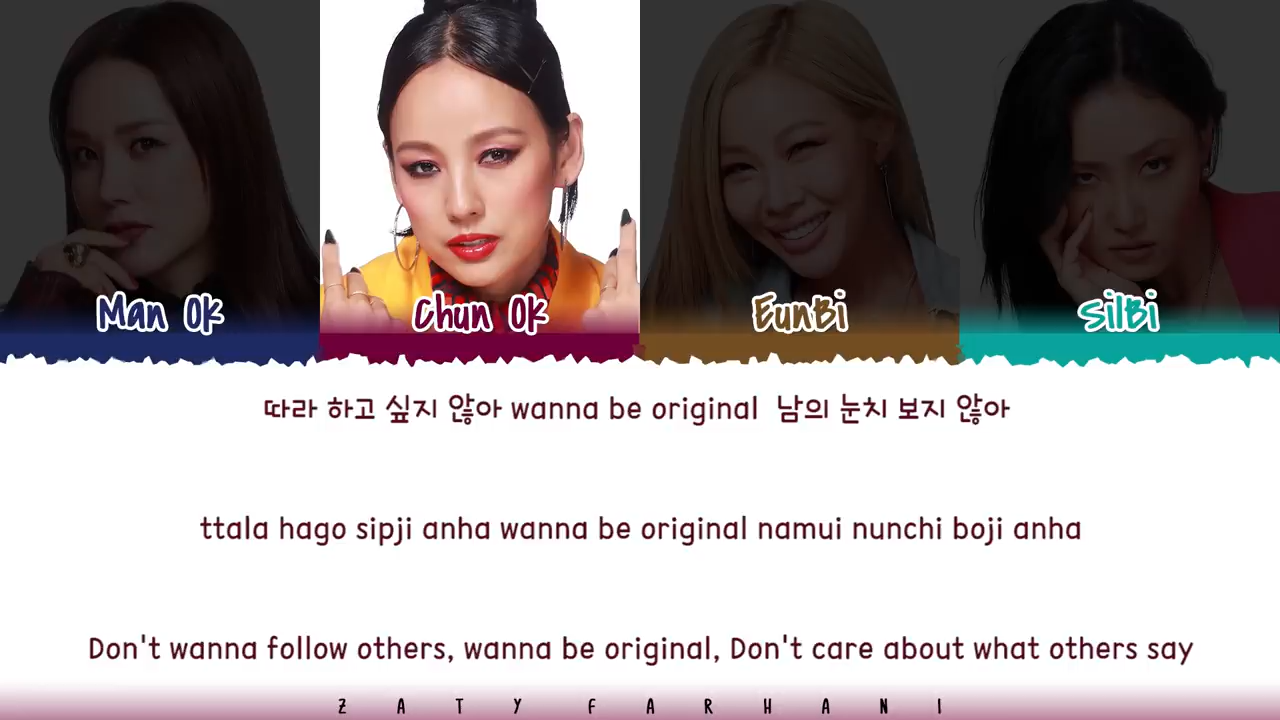 Man Ok
Chun Ok
EunBi
SilBi
따라 하고 싶지 않아 wanna be original 남의 눈치 보지 않아
ttala hago sipji anha wanna be original namui nunchi boji anha
Don't wanna follow others, wanna be original, Don't care about what others say
ZATY FARHANI